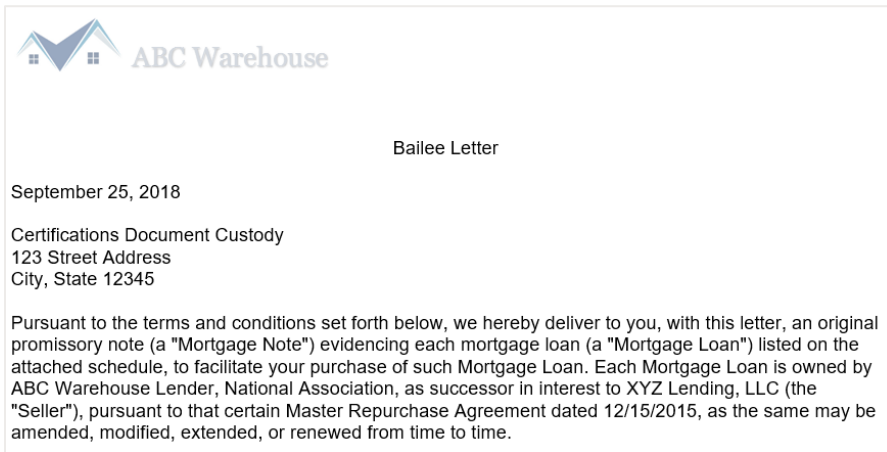 ABC Warehouse
Bailee Letter
September 25, 2018
Certifications Document Custody
123 Street Address
City, State 12345
Pursuant to the terms and conditions set forth below, we hereby deliver to you, with this letter, an original
promissory note (a "Mortgage Note") evidencing each mortgage loan (a "Mortgage Loan") listed on the
attached schedule, to facilitate your purchase of such Mortgage Loan. Each Mortgage Loan is owned by
ABC Warehouse Lender, National Association, as successor in interest to XYZ Lending, LLC (the
"Seller"), pursuant to that certain Master Repurchase Agreement dated 12/15/2015, as the same may be
amended, modified, extended, or renewed from time to time.